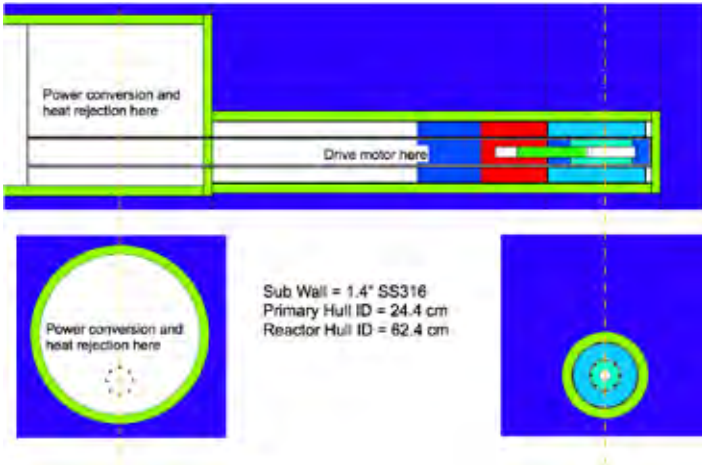 Power conversion and
heat rejection here
Drive motor here
Sub Wall = 1.4" SS316
Primary Hull ID = 24.4 cm
Reactor Hull ID = 62.4 cm
Power conversion and
heat rejection here